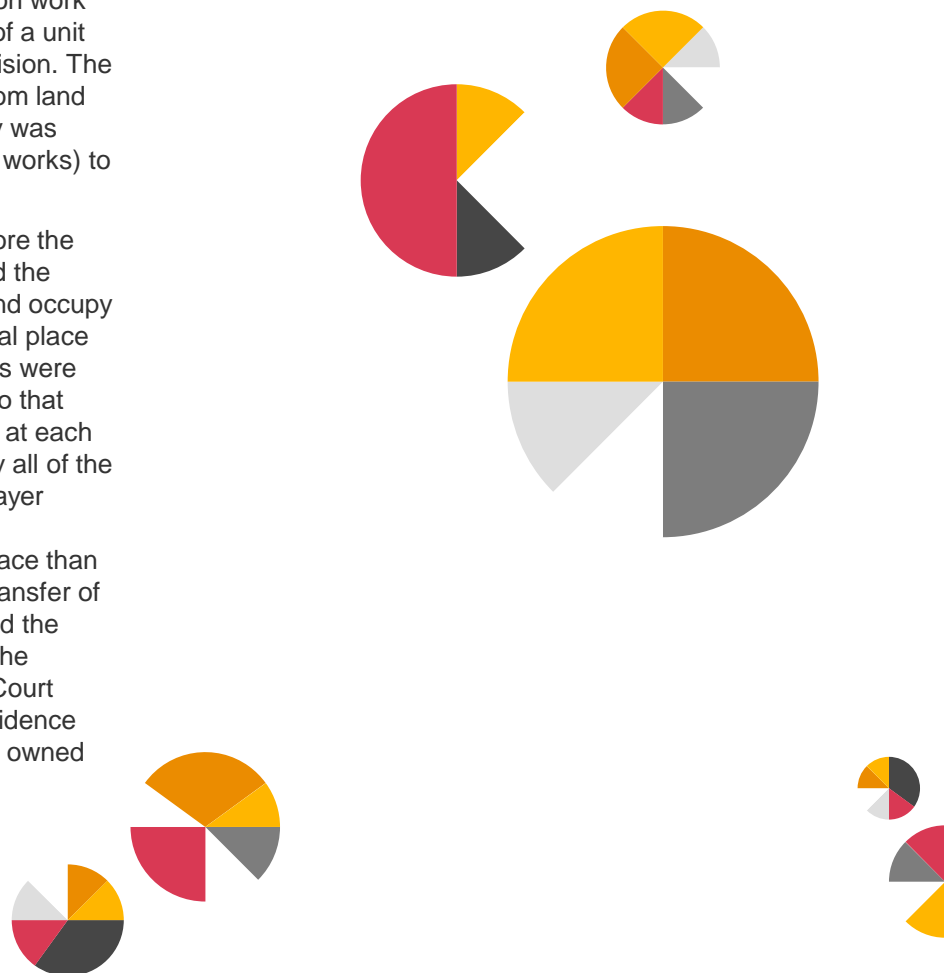 on work
of a unit
ision. The
om land
was
works) to
ore the
d the
nd occupy
al place
s were
o that
at each
y all of the
ayer
ace than
ansfer of
d the
he
Court
idence
owned